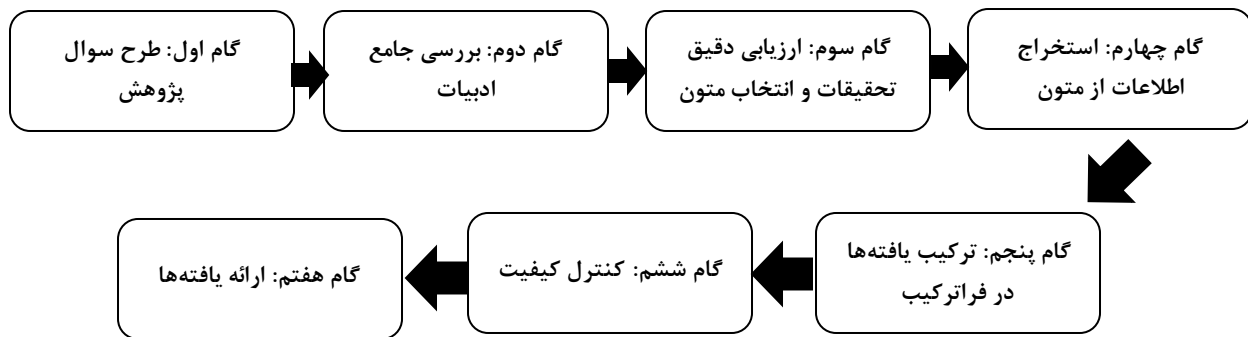 گام اول: طرح سوال
پژوهش
گام دوم: بررسی جامع
ادبیات
گام سوم: ارزیابی دقیق
تحقیقات و انتخاب متون
گام چهارم: استخراج
اطلاعات از متون
گام پنجم: ترکیب یافته‌ها
در فراترکیب
گام ششم: کنترل کیفیت
گام هفتم: ارائه یافته‌ها